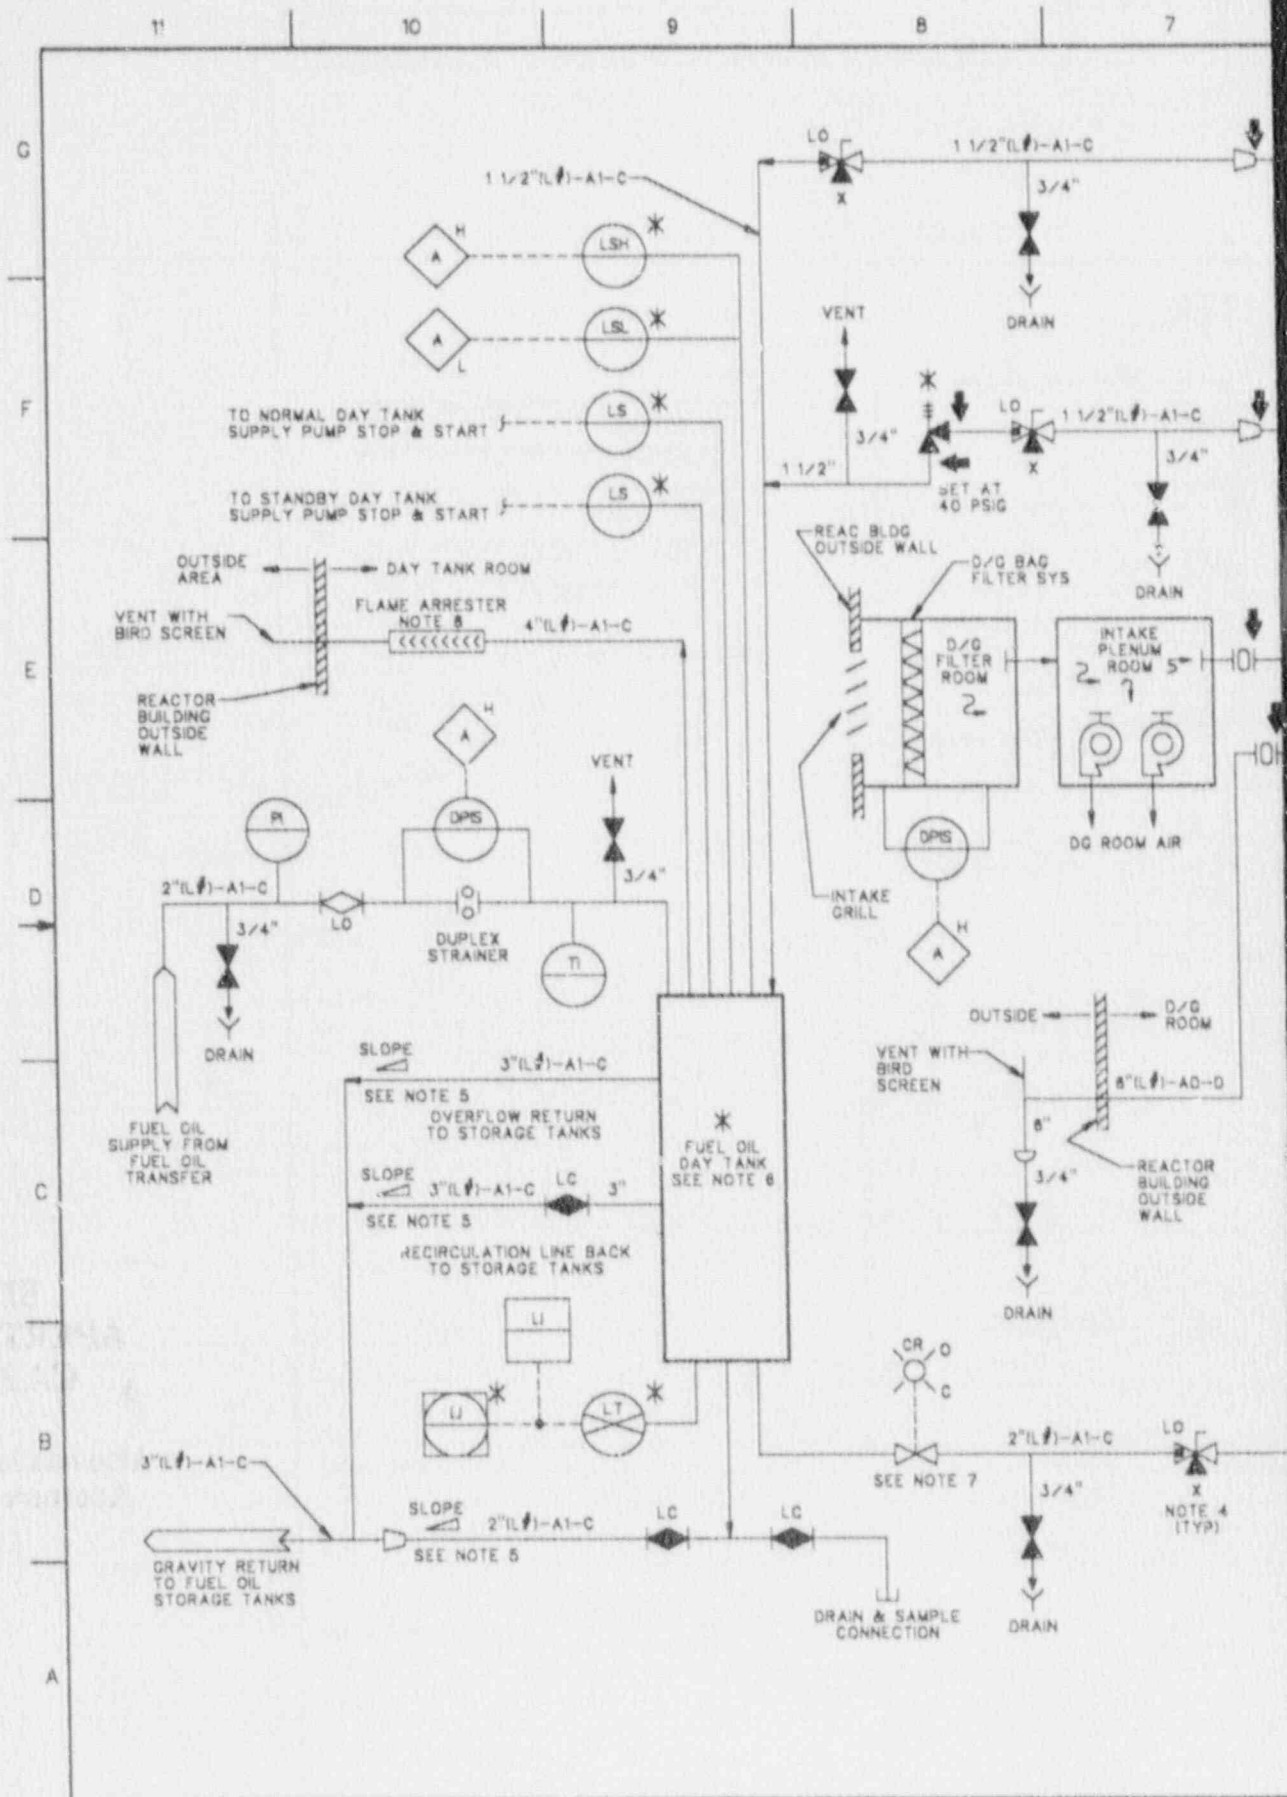 11
10
9
8
7
G
F
E
D
C
B
A
LO
1 1/2"(L#)-A1-C
X
3/4"
DRAIN
1 1/2"(L#)-A1-C
H
A
LSH
A
L
LSL
TO NORMAL DAY TANK
SUPPLY PUMP STOP & START
LS
TO STANDBY DAY TANK
SUPPLY PUMP STOP & START
LS
VENT
3/4"
1 1/2"
LO
1 1/2"(L#)-A1-C
X
SET AT
40 PSIG
3/4"
DRAIN
OUTSIDE
AREA
DAY TANK ROOM
VENT WITH
BIRD SCREEN
FLAME ARRESTER
NOTE 8
4"(L#)-A1-C
REACTOR
BUILDING
OUTSIDE
WALL
REAC BLDG
OUTSIDE WALL
D/G BAG
FILTER SYS
D/G
FILTER
ROOM
INTAKE
PLENUM
ROOM
DG ROOM AIR
INTAKE
GRILL
DPIS
H
A
H
A
DPIS
PI
VENT
3/4"
2"(L#)-A1-C
3/4"
LO
DUPLEX
STRAINER
TI
DRAIN
FUEL OIL
SUPPLY FROM
FUEL OIL
TRANSFER
SLOPE
3"(L#)-A1-C
SEE NOTE 5
OVERFLOW RETURN
TO STORAGE TANKS
SLOPE
3"(L#)-A1-C
LC
3"
SEE NOTE 5
RECIRCULATION LINE BACK
TO STORAGE TANKS
FUEL OIL
DAY TANK
SEE NOTE 6
OUTSIDE
D/G
ROOM
VENT WITH
BIRD
SCREEN
8"(L#)-AD-D
3/4"
REACTOR
BUILDING
OUTSIDE
WALL
DRAIN
LI
LI
LT
CR
O
C
SEE NOTE 7
2"(L#)-A1-C
LO
X
NOTE 4
(TYP)
3/4"
DRAIN
3"(L#)-A1-C
SLOPE
2"(L#)-A1-C
SEE NOTE 5
LC
LC
GRAVITY RETURN
TO FUEL OIL
STORAGE TANKS
DRAIN & SAMPLE
CONNECTION